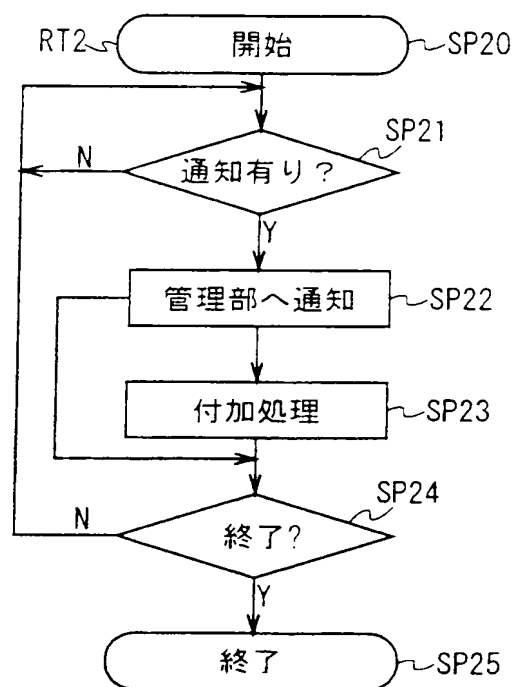 RT2 開始 SP20
SP21
N 通知有り?
Y
管理部へ通知 SP22
付加処理 SP23
SP24
N 終了?
Y
終了 SP25